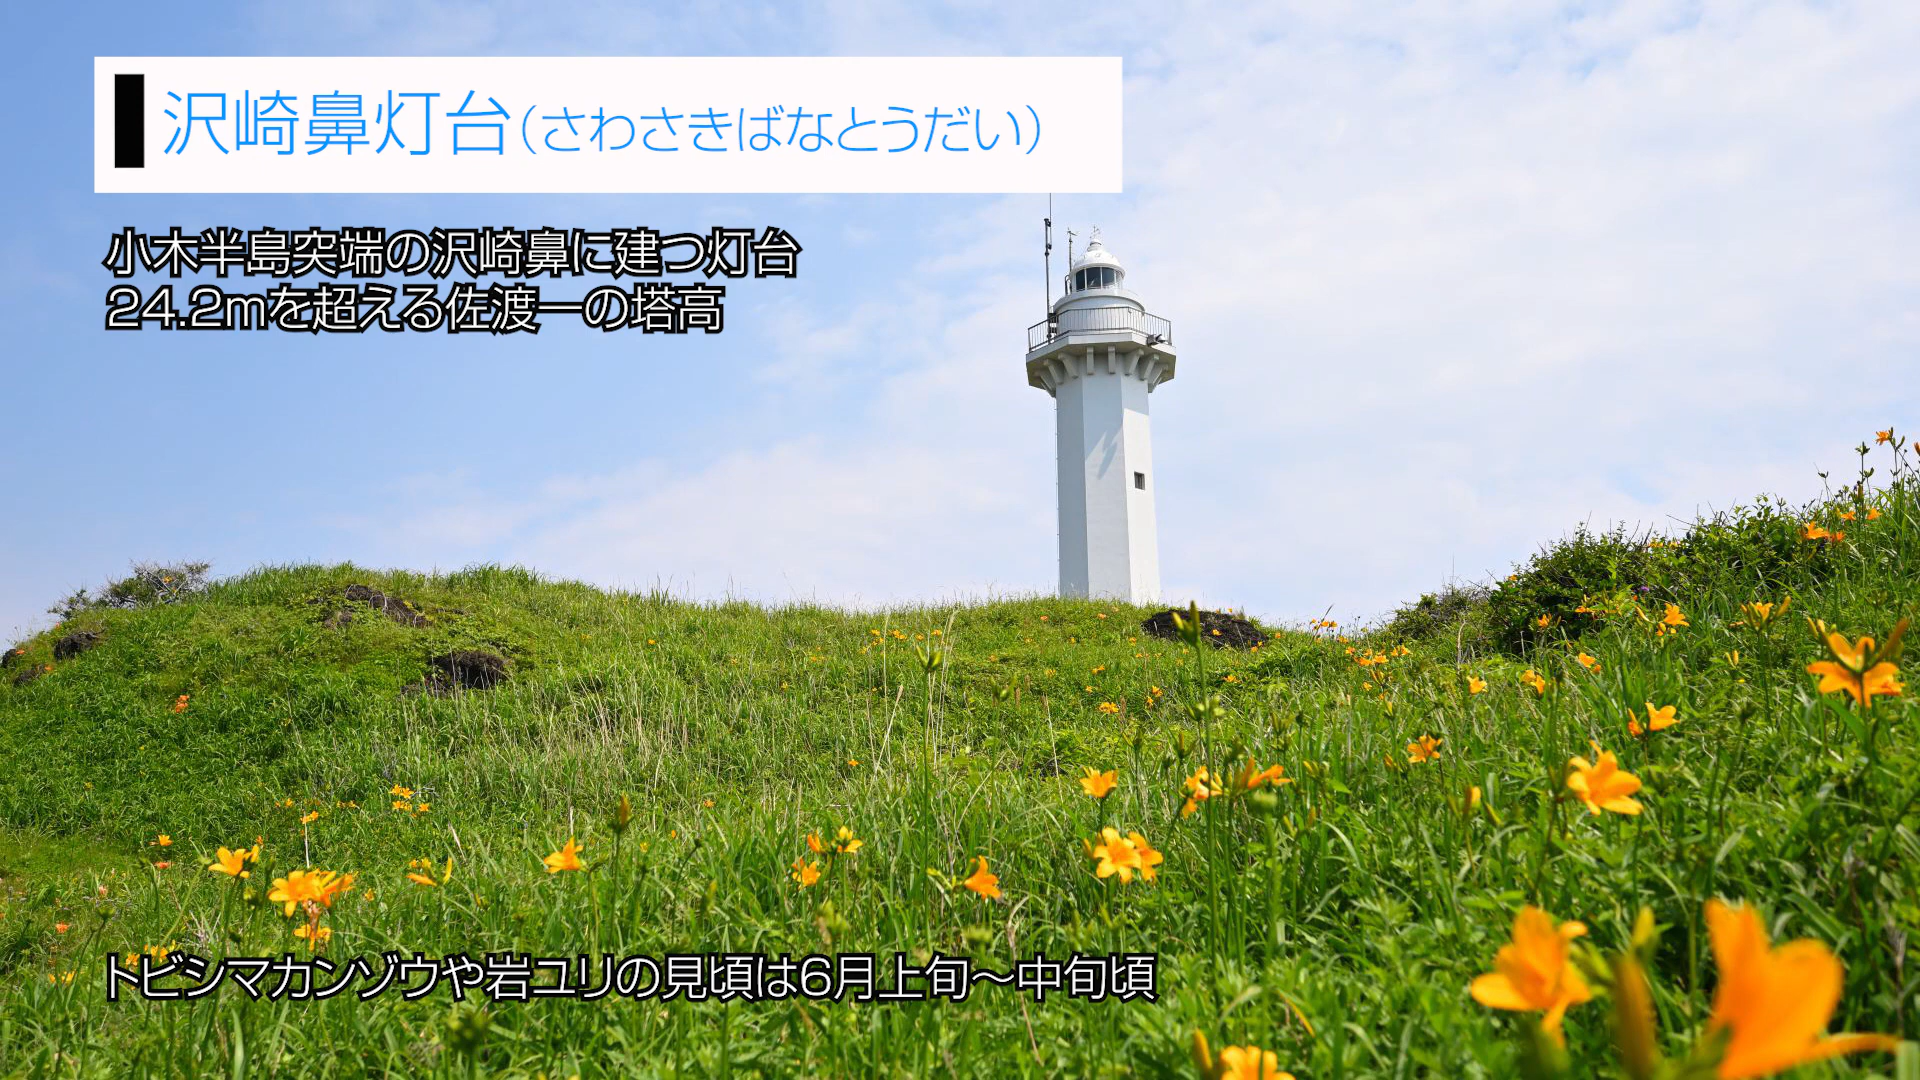 沢崎鼻灯台（さわさきばなとうだい）
小木半島突端の沢崎鼻に建つ灯台
24.2mを超える佐渡一の塔高
トビシマカンゾウや岩ユリの見頃は6月上旬～中旬頃